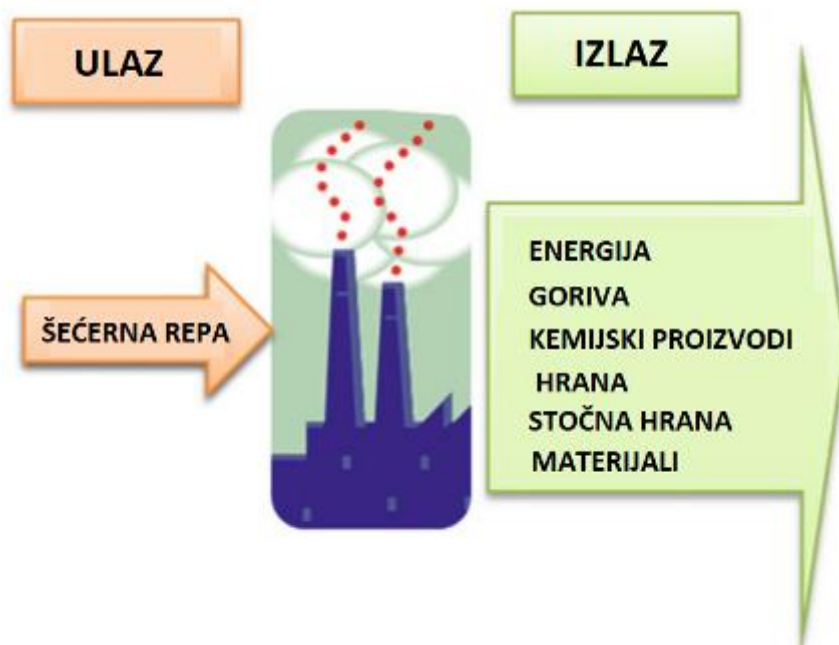 ULAZ
IZLAZ
ŠEĆERNA REPA
ENERGIJA
GORIVA
KEMIJSKI PROIZVODI
HRANA
STOČNA HRANA
MATERIJALI